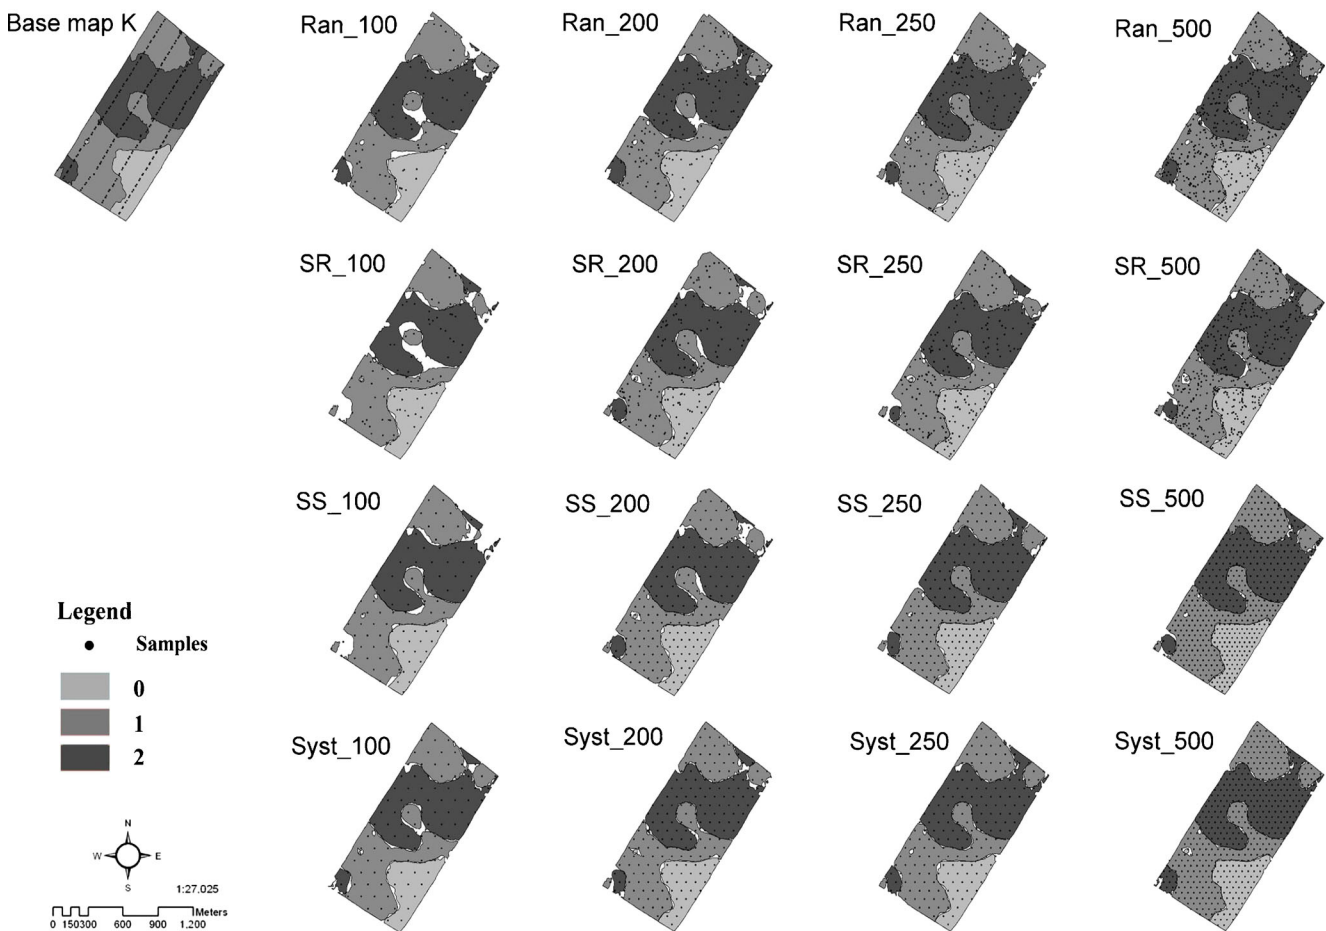 Base map K
Ran_100
Ran_200
Ran_250
Ran_500
SR_100
SR_200
SR_250
SR_500
SS_100
SS_200
SS_250
SS_500
Legend
Samples
0
1
2
Syst_100
Syst_200
Syst_250
Syst_500
N
W E
S
1:27.025
Meters
0 150300 600 900 1.200